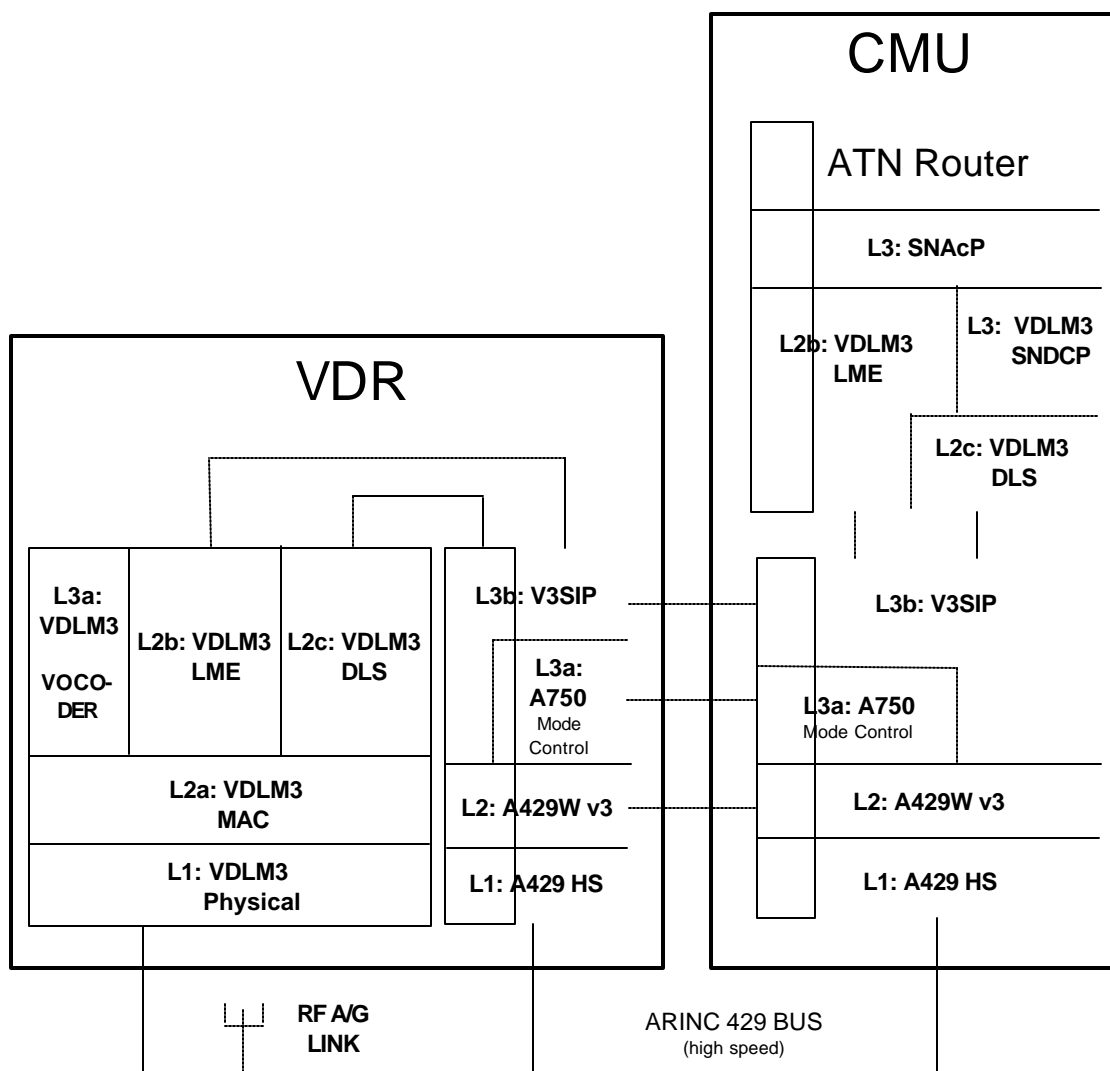 CMU
ATN Router
L3: SNAcP
L2b: VDLM3
LME
L3: VDLM3
SNDCP
L2c: VDLM3
DLS
L3b: V3SIP
L3a: A750
Mode Control
L2: A429W v3
L1: A429 HS
VDR
L3a:
VDLM3
VOCO-
DER
L2b: VDLM3
LME
L2c: VDLM3
DLS
L2a: VDLM3
MAC
L1: VDLM3
Physical
L3b: V3SIP
L3a:
A750
Mode
Control
L2: A429W v3
L1: A429 HS
RF A/G
LINK
ARINC 429 BUS
(high speed)